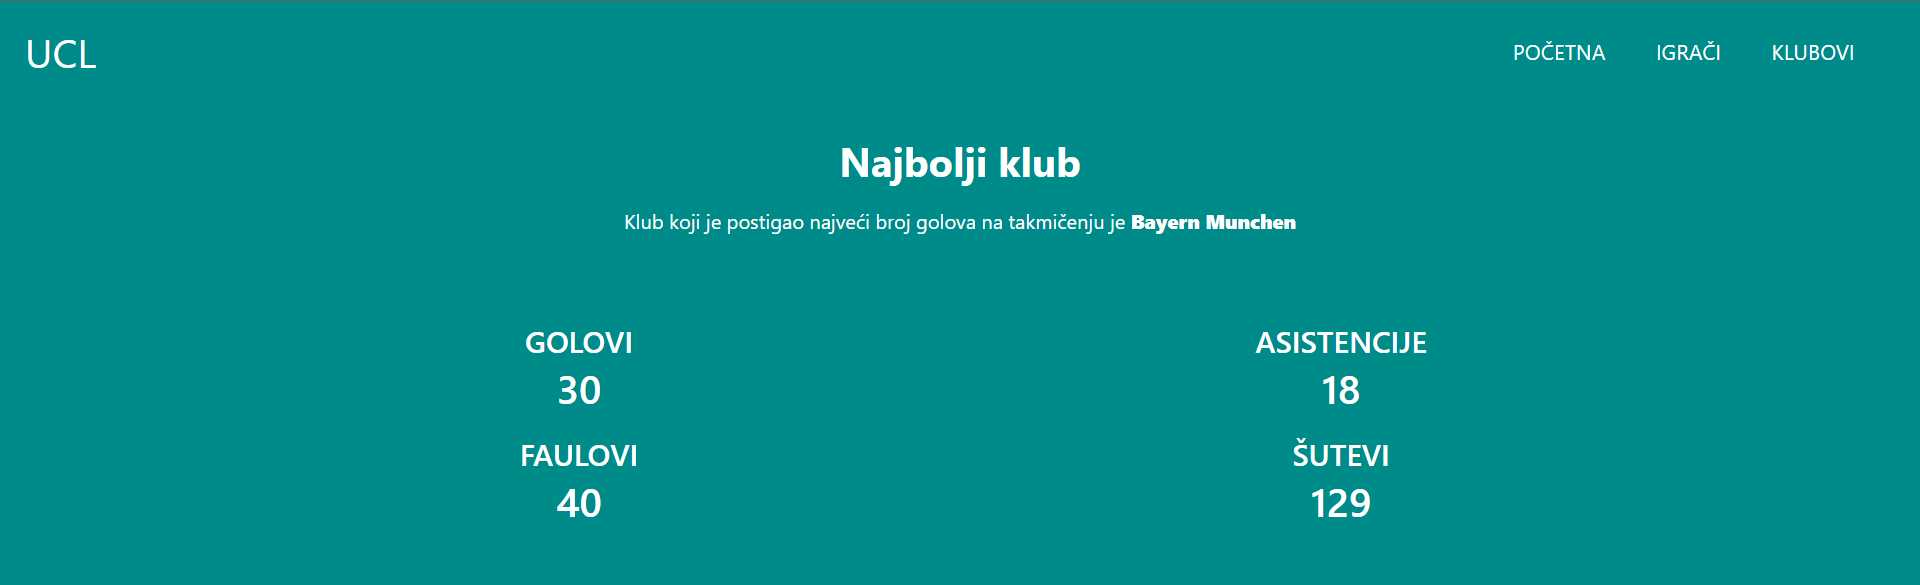 UCL
POČETNA IGRAČI KLUBOVI
Najbolji klub
Klub koji je postigao najveći broj golova na takmičenju je Bayern Munchen
GOLOVI
30
ASISTENCIJE
18
FAULOVI
40
ŠUTEVI
129